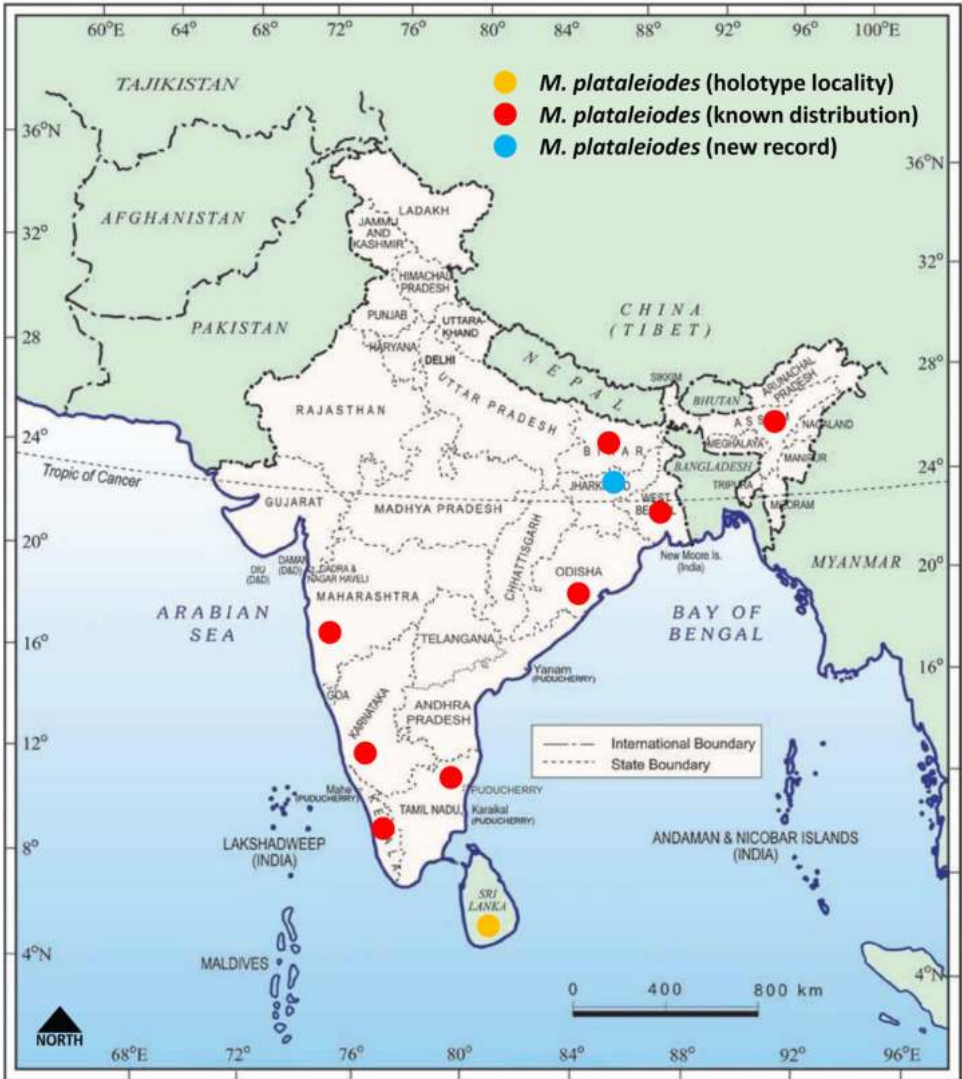 60°E 64° 68° 72° 76° 80° 84° 88° 92° 96° 100°E
TAJIKISTAN
M. plataleiodes (holotype locality)
M. plataleiodes (known distribution)
M. plataleiodes (new record)
36°N
36°N
AFGHANISTAN
LADAKH
JAMMU
AND
KASHMIR
32°
32°
HIMACHAL
PRADESH
CHINA
(TIBET)
PAKISTAN
PUNJAB
UTTARA-
KHAND
HARYANA
DELHI
28
28°
NEPAL
SIKKIM
BHUTAN
ARUNACHAL
PRADESH
RAJASTHAN
UTTAR PRADESH
ASSAM
NAGALAND
MEGHALAYA
24°
24°
MANIPUR
BANGLADESH
Tropic of Cancer
TRIPURA
GUJARAT
MADHYA PRADESH
WEST
CHHATTISGARH
New Moore Is.
(India)
MYANMAR
20°
20°
DIU
(D&D)
DAMAN
(D&D)
DADRA &
NAGAR HAVELI
MAHARASHTRA
ODISHA
ARABIAN
SEA
BAY OF
BENGAL
TELANGANA
16°
16°
Yanam
(PUDUCHERRY)
GOA
KARNATAKA
ANDHRA
PRADESH
International Boundary
State Boundary
12°
12°
Mahe
(PUDUCHERRY)
PUDUCHERRY
TAMIL NADU
Karaikal
(PUDUCHERRY)
KERALA
LAKSHADWEEP
(INDIA)
ANDAMAN & NICOBAR ISLANDS
(INDIA)
8°
8°
SRI
LANKA
MALDIVES
4°N
4°N
0 400 800 km
NORTH
68°E 72° 76° 80° 84° 88° 92° 96°E